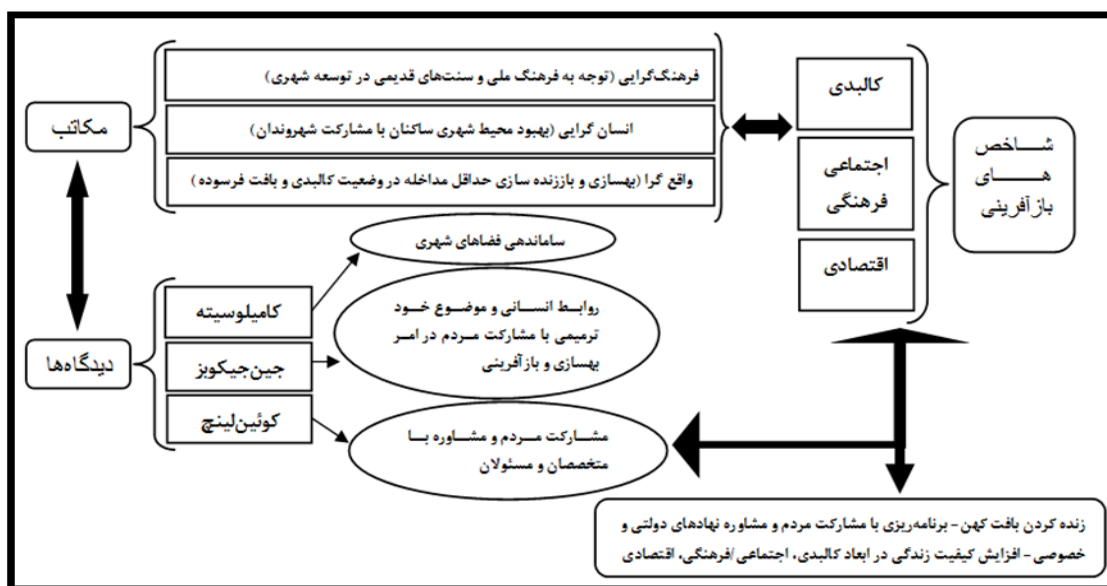 شــاخص
هــای
بازآفرینی
کالبدی
اجتماعی
فرهنگی
اقتصادی
مکاتب
فرهنگ‌گرایی (توجه به فرهنگ ملی و سنت‌های قدیمی در توسعه شهری)
انسان گرایی (بهبود محیط شهری ساکنان با مشارکت شهروندان)
واقع گرا (بهسازی و باززنده سازی حداقل مداخله در وضعیت کالبدی و بافت فرسوده)
دیدگاه‌ها
کامیلوسیته
جین‌جیکوبز
کوئین‌لینچ
ساماندهی فضاهای شهری
روابط انسانی و موضوع خود
ترمیمی با مشارکت مردم در امر
بهسازی و بازآفرینی
مشارکت مردم و مشاوره با
متخصصان و مسئولان
زنده کردن بافت کهن - برنامه‌ریزی با مشارکت مردم و مشاوره نهادهای دولتی و
خصوصی - افزایش کیفیت زندگی در ابعاد کالبدی، اجتماعی/فرهنگی، اقتصادی